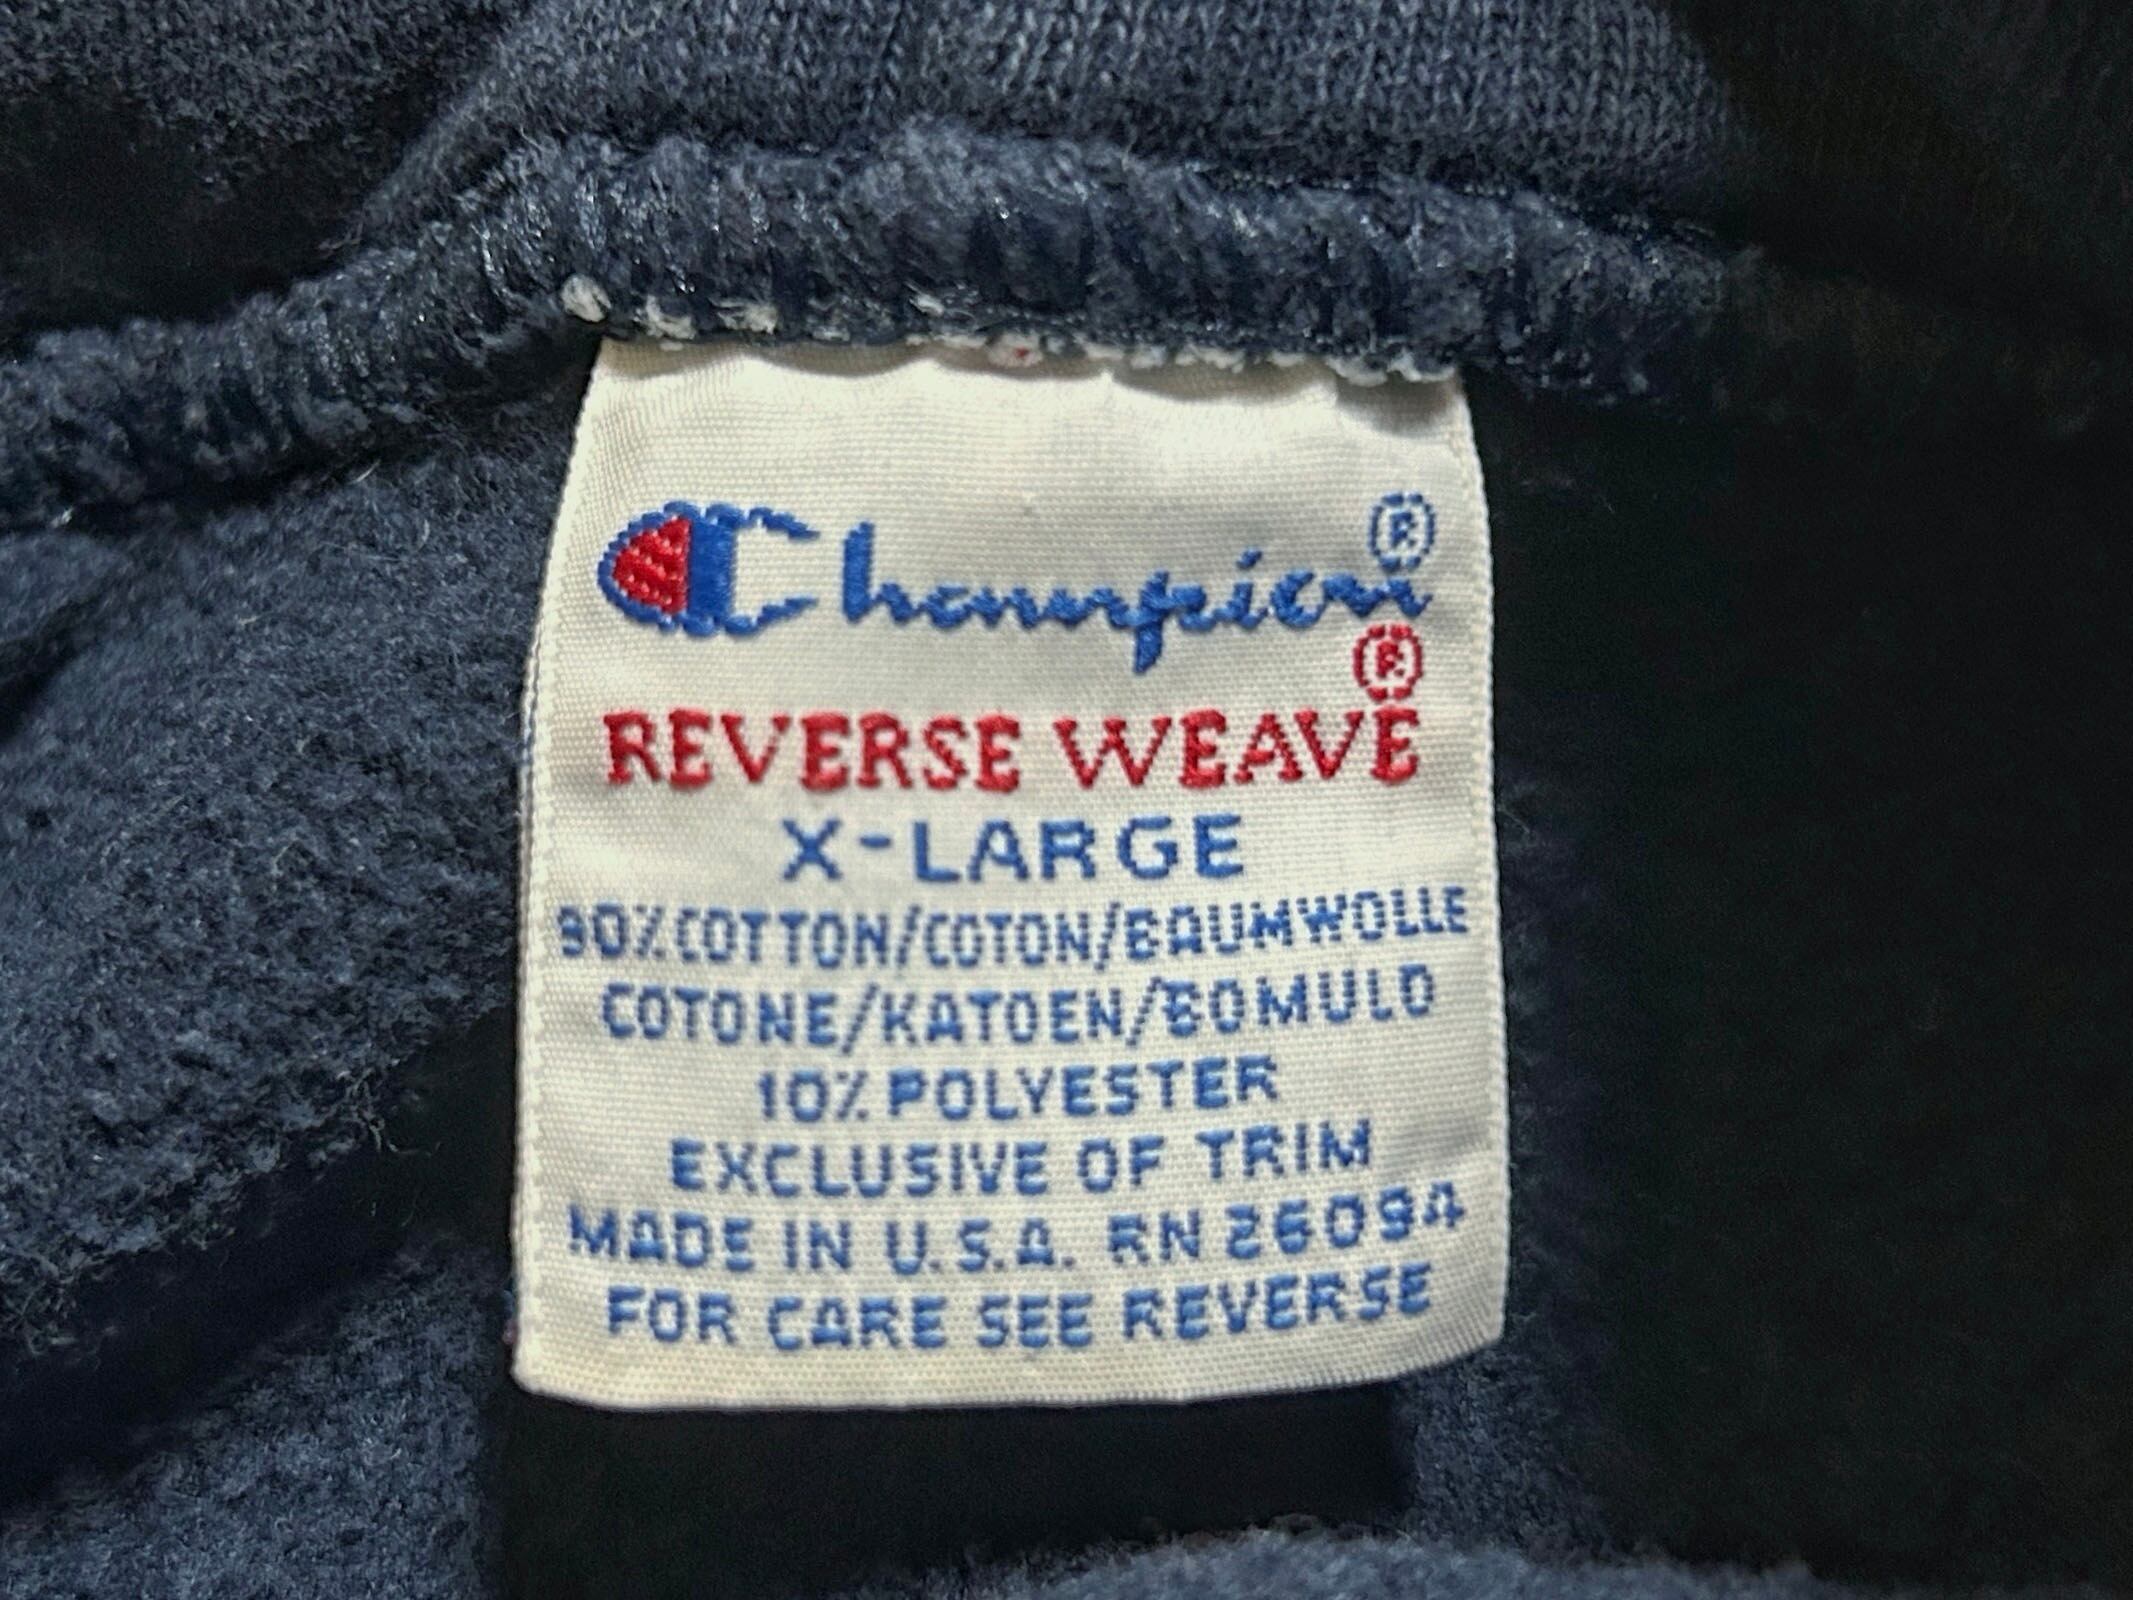 Champion®
REVERSE WEAVE®
X-LARGE
90% COTTON/COTON/BAUMWOLLE
COTONE/KATOEN/BOMULD
10% POLYESTER
EXCLUSIVE OF TRIM
MADE IN U.S.A. RN 26094
FOR CARE SEE REVERSE